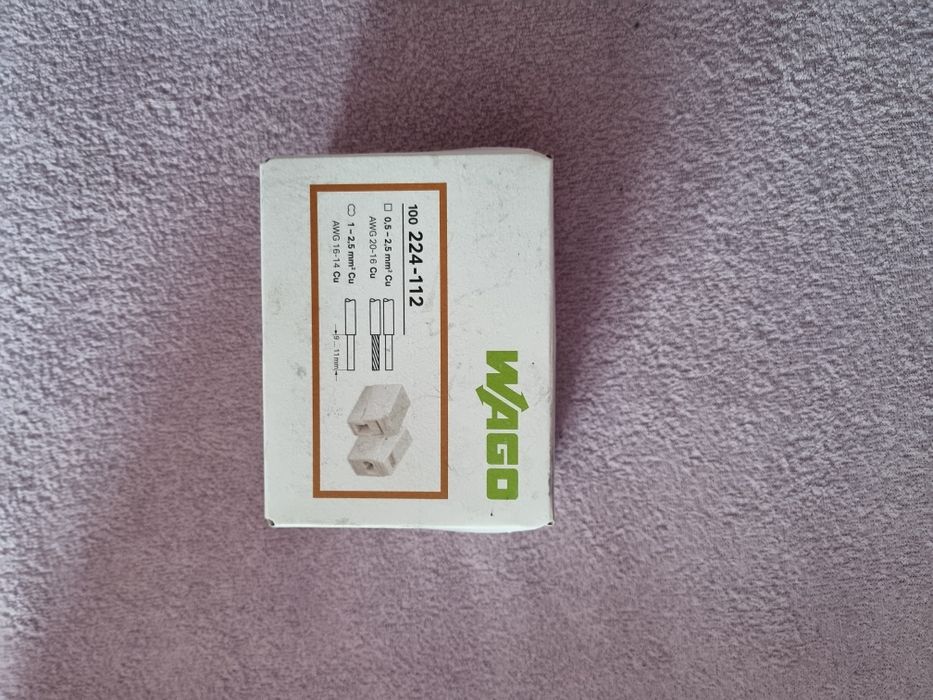 WAGO
100 224-112
0,5 – 2,5 mm² Cu
AWG 20-16 Cu
1 – 2,5 mm² Cu
AWG 16-14 Cu
9 ... 11mm